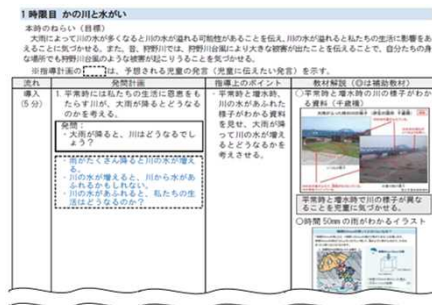 1時限目 かの川と水がい
本時のねらい（目標）
大雨によって川の水が多くなると川の水が溢れる可能性があることを伝え、川の水が溢れると私たちの生活に影響をあた
えることに気づかせる。また、昔、狩野川では、狩野川台風により大きな被害が出たことを伝えることで、自分たちの身近
な場所でも狩野川台風のような被害が起こりうることを気づかせる。
※指導計画の は、予想される児童の発言（児童に伝えたい発言）を示す。
流れ 発問計画 指導上のポイント 教材解説（◎は補助教材）
導入
（5分）
1 平常時には私たちの生活に恩恵をも
たらす川が、大雨が降るとどうなる
のかを考える。
発問：
・大雨が降ると、川はどうなるでし
ょう？
・雨がたくさん降ると川の水が増え
る。
・川の水が増えると、川から水があ
ふれるかもしれない。
・川の水があふれると、私たちの生
活はどうなるのか？
・平常時と増水時、
川の水があふれた
様子がわかる資料
を見せ、大雨が降
って川の水が増え
るとどうなるかを
考えさせる。
○平常時と増水時の川の様子がわか
る資料（千歳橋）
平常時と増水時で川の様子が異な
ることを児童に気づかせる。
○時間50mmの雨がわかるイラスト